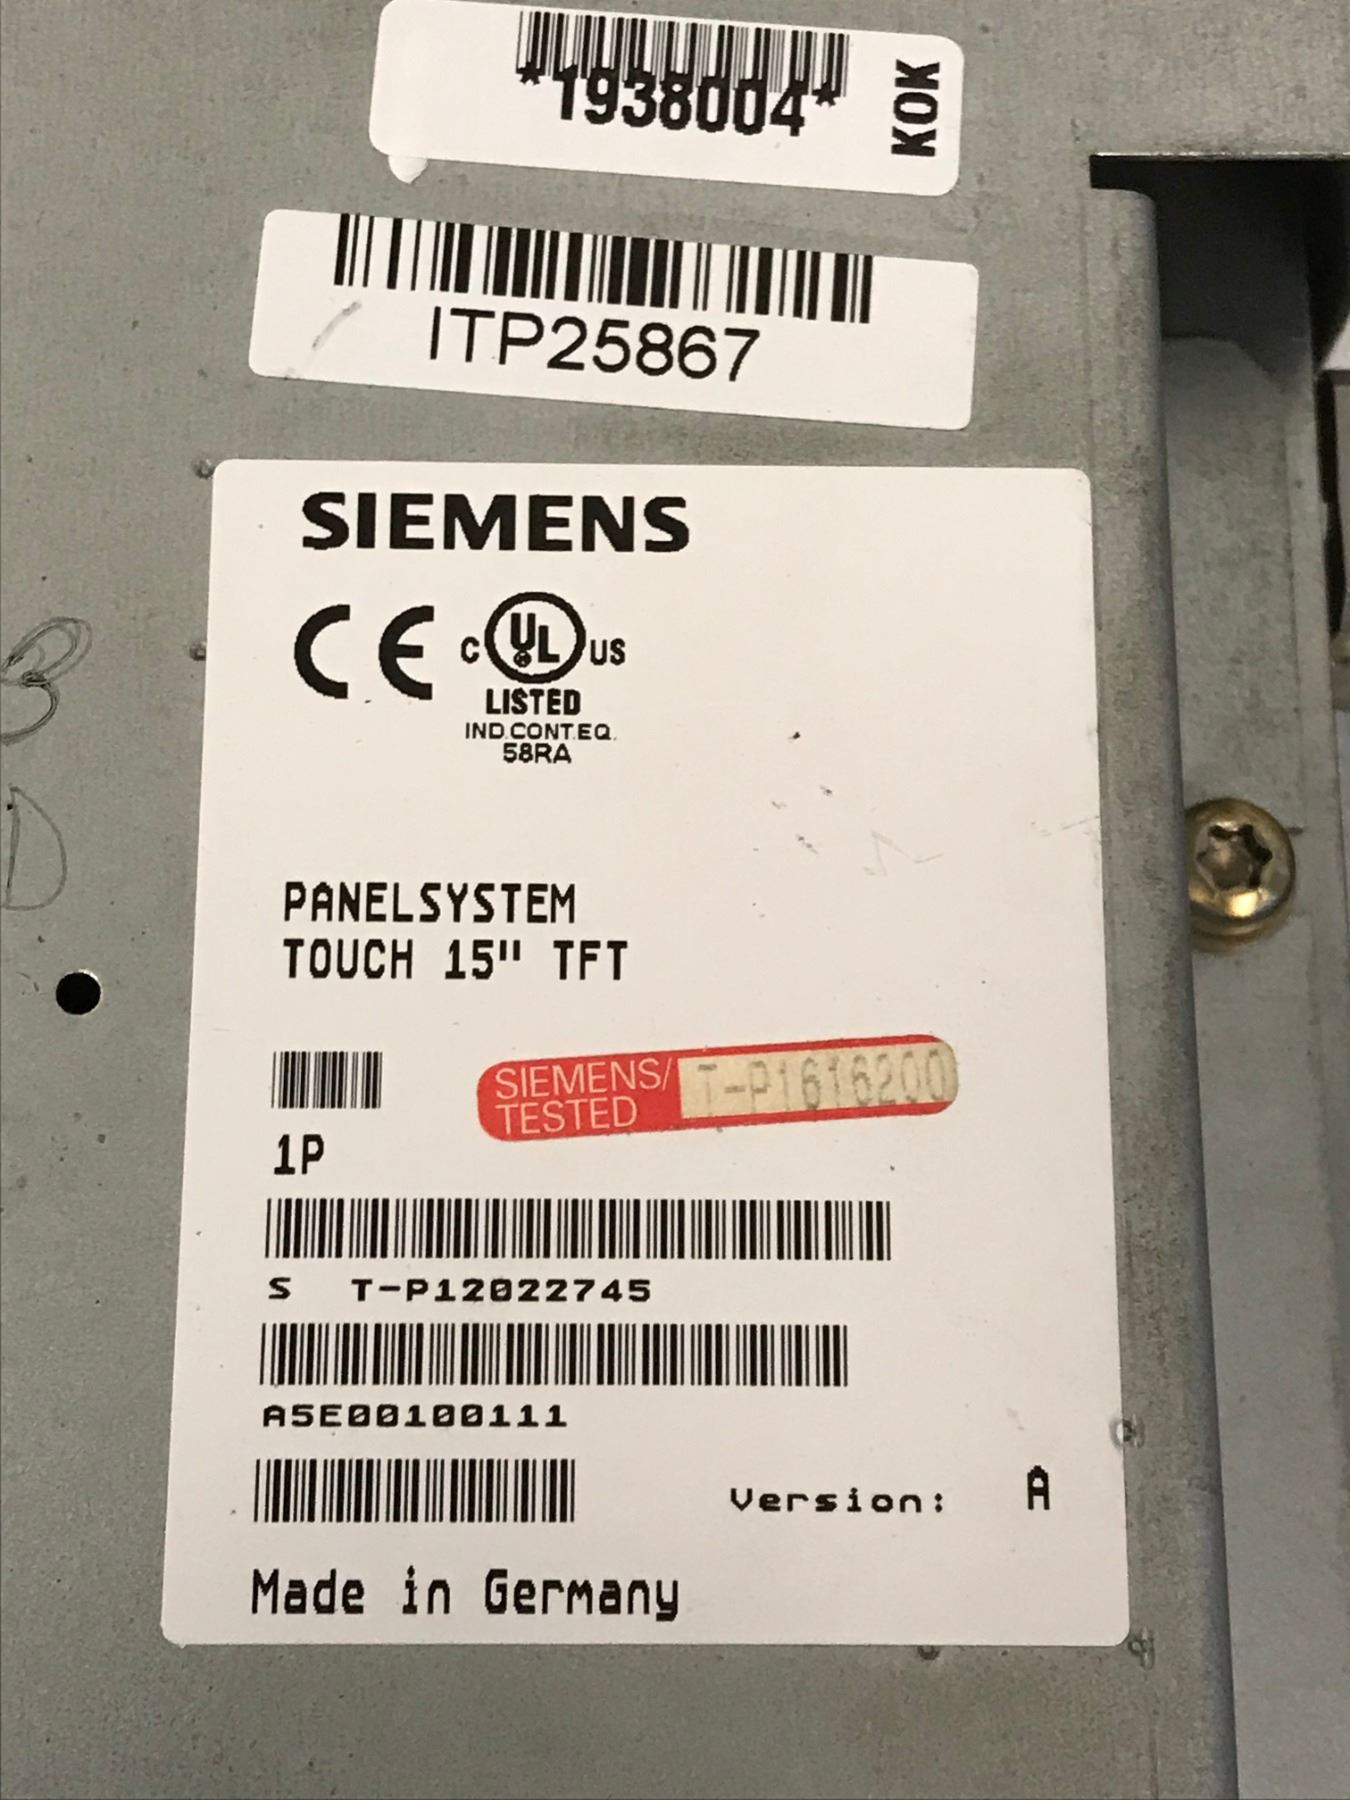 *1938004*
KOK
ITP25867
SIEMENS
CE
C UL US
LISTED
IND.CONT.EQ.
58RA
PANELSYSTEM
TOUCH 15" TFT
SIEMENS/
TESTED
T-P1616200
1P
S T-P12022745
A5E00100111
Version: A
Made in Germany
B
D